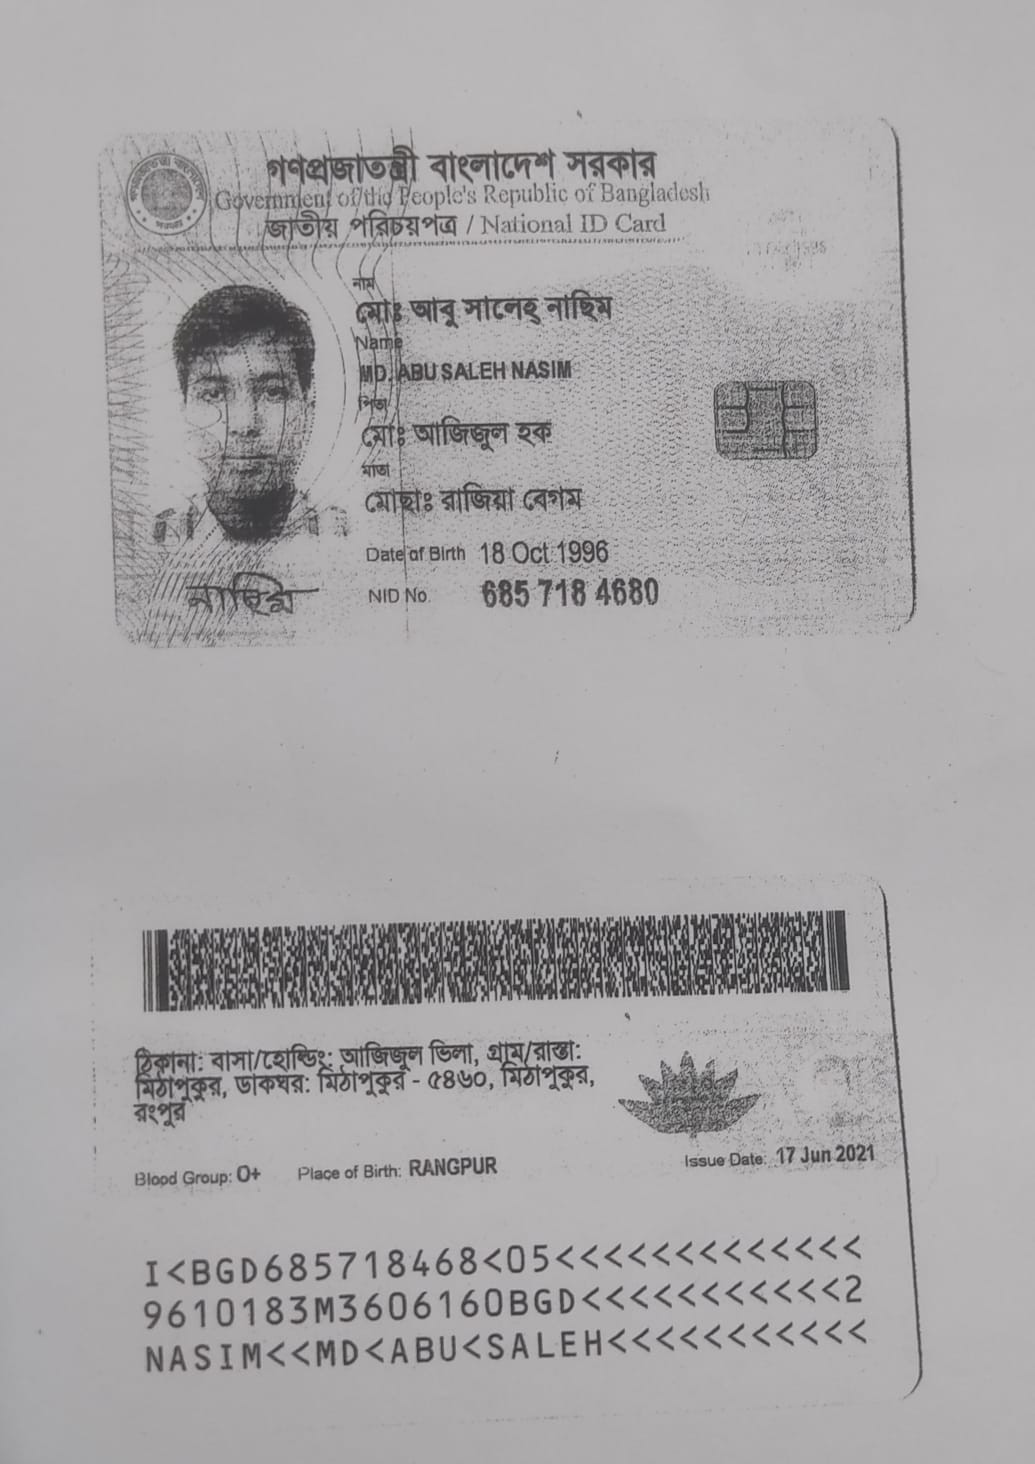 গণপ্রজাতন্ত্রী বাংলাদেশ সরকার
Government of the People's Republic of Bangladesh
জাতীয় পরিচয়পত্র / National ID Card
নাম
মোঃ আবু সালেহ্ নাছিম
Name
MD. ABU SALEH NASIM
পিতা
মোঃ আজিজুল হক
মাতা
মোছাঃ রাজিয়া বেগম
Date of Birth 18 Oct 1996
NID No. 685 718 4680
নাছিম
ঠিকানা: বাসা/হোল্ডিং: আজিজুল ভিলা, গ্রাম/রাস্তা:
মিঠাপুকুর, ডাকঘর: মিঠাপুকুর - ৫৪৬০, মিঠাপুকুর,
রংপুর
Blood Group: O+ Place of Birth: RANGPUR Issue Date: 17 Jun 2021
I<BGD685718468<05<<<<<<<<<<<<<
9610183M3606160BGD<<<<<<<<<<<2
NASIM<<MD<ABU<SALEH<<<<<<<<<<<